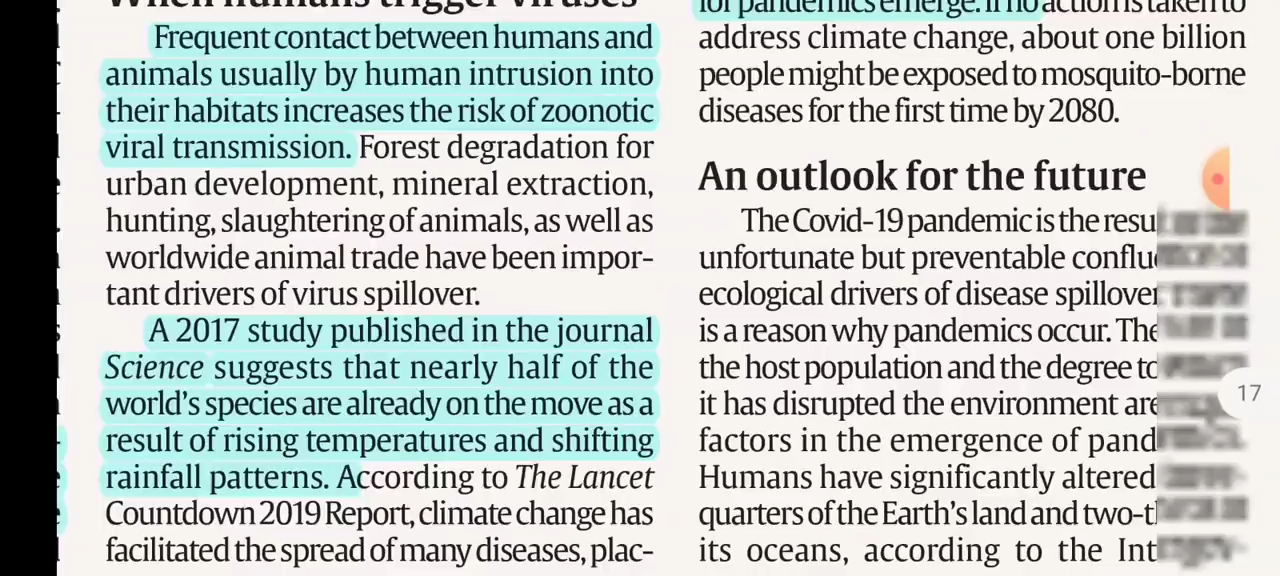 When humans trigger viruses
Frequent contact between humans and
animals usually by human intrusion into
their habitats increases the risk of zoonotic
viral transmission. Forest degradation for
urban development, mineral extraction,
hunting, slaughtering of animals, as well as
worldwide animal trade have been impor-
tant drivers of virus spillover.
A 2017 study published in the journal
Science suggests that nearly half of the
world's species are already on the move as a
result of rising temperatures and shifting
rainfall patterns. According to The Lancet
Countdown 2019 Report, climate change has
facilitated the spread of many diseases, plac-
for pandemics emerge. If no action is taken to
address climate change, about one billion
people might be exposed to mosquito-borne
diseases for the first time by 2080.
An outlook for the future
The Covid-19 pandemic is the
unfortunate but preventable
ecological drivers of disease
is a reason why pandemics occur. The
the host population and the degree
it has disrupted the environment
factors in the emergence of
Humans have significantly altered
quarters of the Earth's land and
its oceans, according to the
17